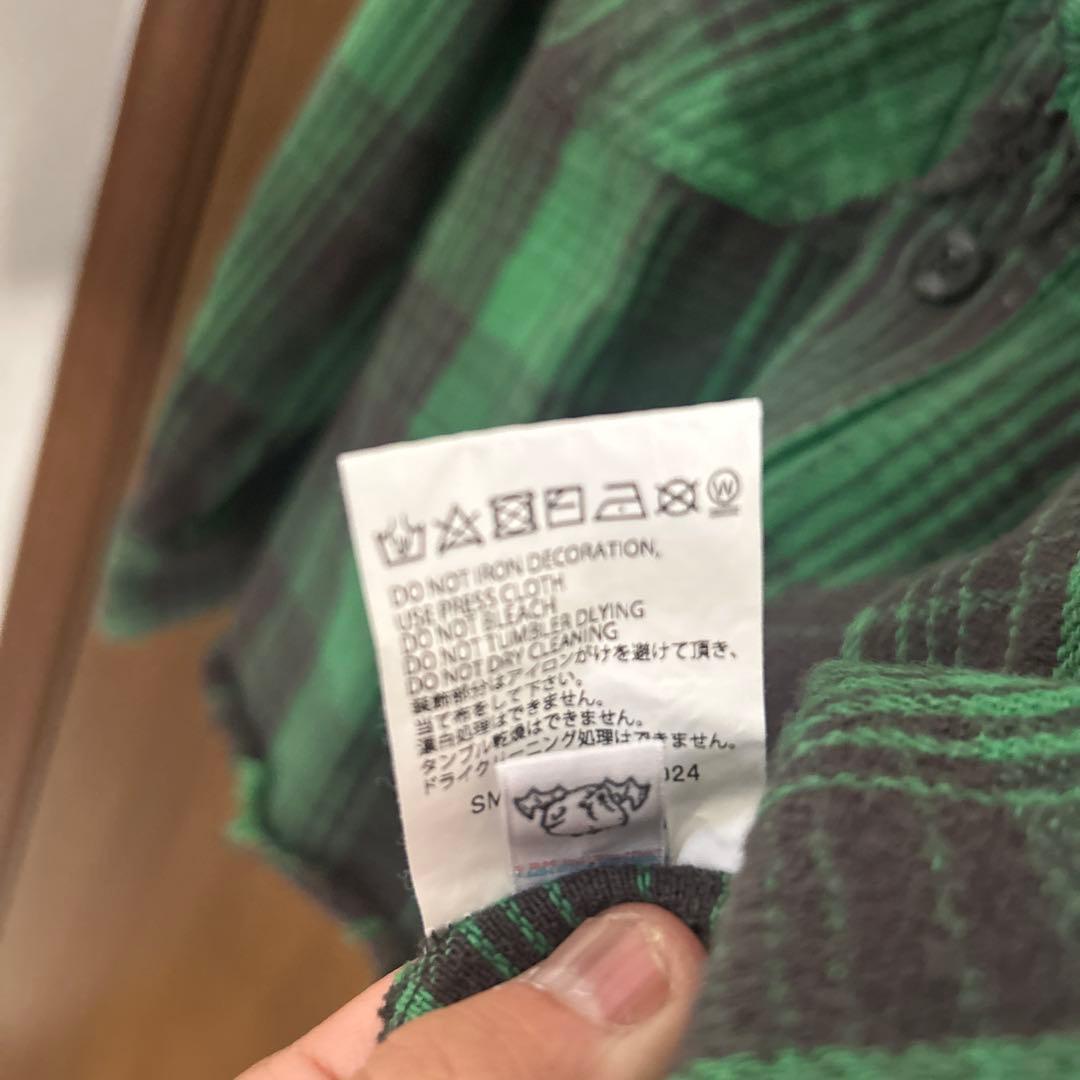 W
DO NOT IRON DECORATION,
USE PRESS CLOTH
DO NOT BLEACH
DO NOT TUMBLER DLYING
DO NOT DRY CLEANING
装飾部分はアイロンがけを避けて頂き、
当て布をして下さい。
漂白処理はできません。
タンブル乾燥はできません。
ドライクリーニング処理はできません。
SM 024